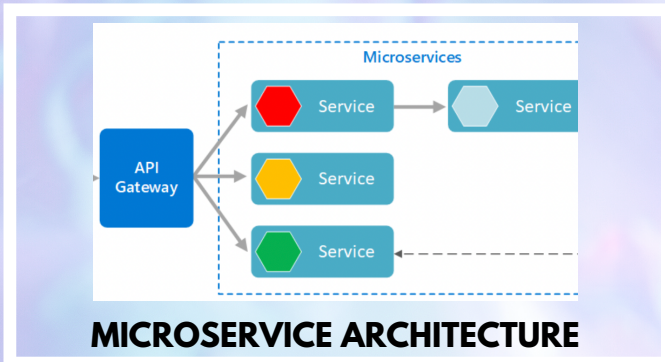 Microservices
Service
Service
API
Gateway
Service
Service
MICROSERVICE ARCHITECTURE